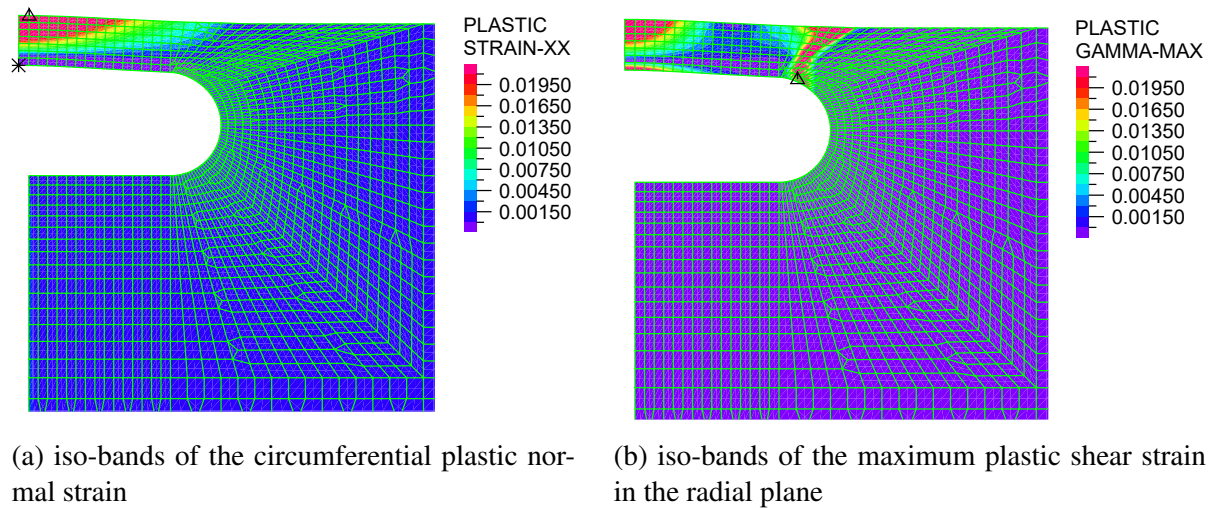 PLASTIC
STRAIN-XX
0.01950
0.01650
0.01350
0.01050
0.00750
0.00450
0.00150
PLASTIC
GAMMA-MAX
0.01950
0.01650
0.01350
0.01050
0.00750
0.00450
0.00150
(a) iso-bands of the circumferential plastic nor-
mal strain
(b) iso-bands of the maximum plastic shear strain
in the radial plane